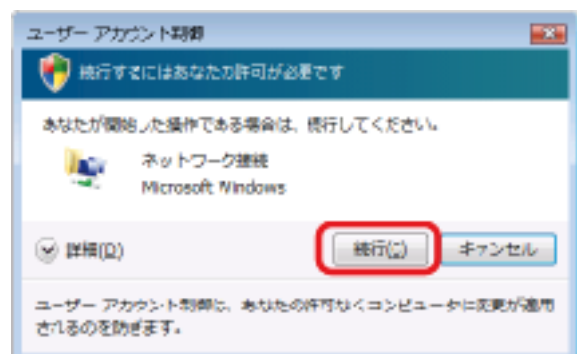 ユーザー アカウント制御
続行するにはあなたの許可が必要です
あなたが開始した操作である場合は、続行してください。
ネットワーク接続
Microsoft Windows
詳細(D)
続行(C)
キャンセル
ユーザー アカウント制御は、あなたの許可なくコンピュータに変更が適用
されるのを防ぎます。